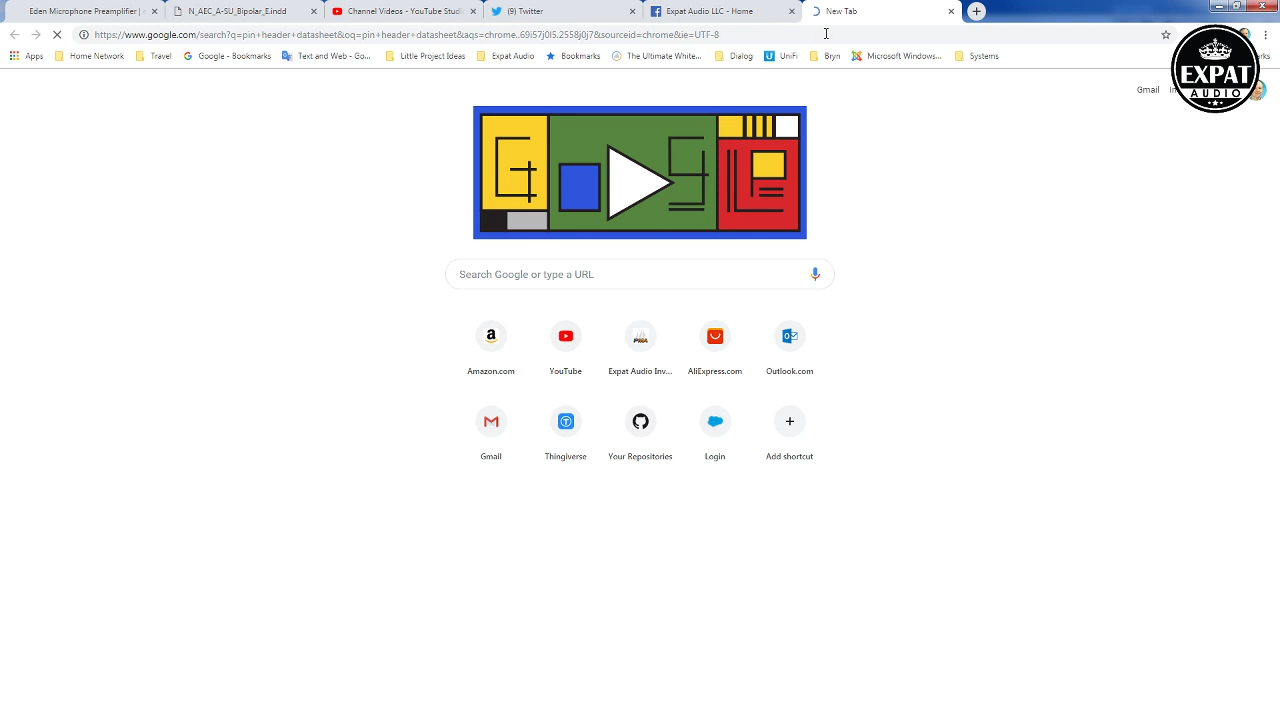 Eden Microphone Preamplifier | e
N_AEC_A-SU_Bipolar_Eindd
Channel Videos - YouTube Studio
(9) Twitter
Expat Audio LLC - Home
New Tab
https://www.google.com/search?q=pin+header+datasheet&oq=pin+header+datasheet&aqs=chrome..69i57j0l5.2558j0j7&sourceid=chrome&ie=UTF-8
Apps
Home Network
Travel
Google - Bookmarks
Text and Web - Go...
Little Project Ideas
Expat Audio
Bookmarks
The Ultimate White...
Dialog
UniFi
Bryn
Microsoft Windows...
Systems
EXPAT
AUDIO
Gmail
Search Google or type a URL
Amazon.com
YouTube
Expat Audio Inv...
AliExpress.com
Outlook.com
Gmail
Thingiverse
Your Repositories
Login
Add shortcut